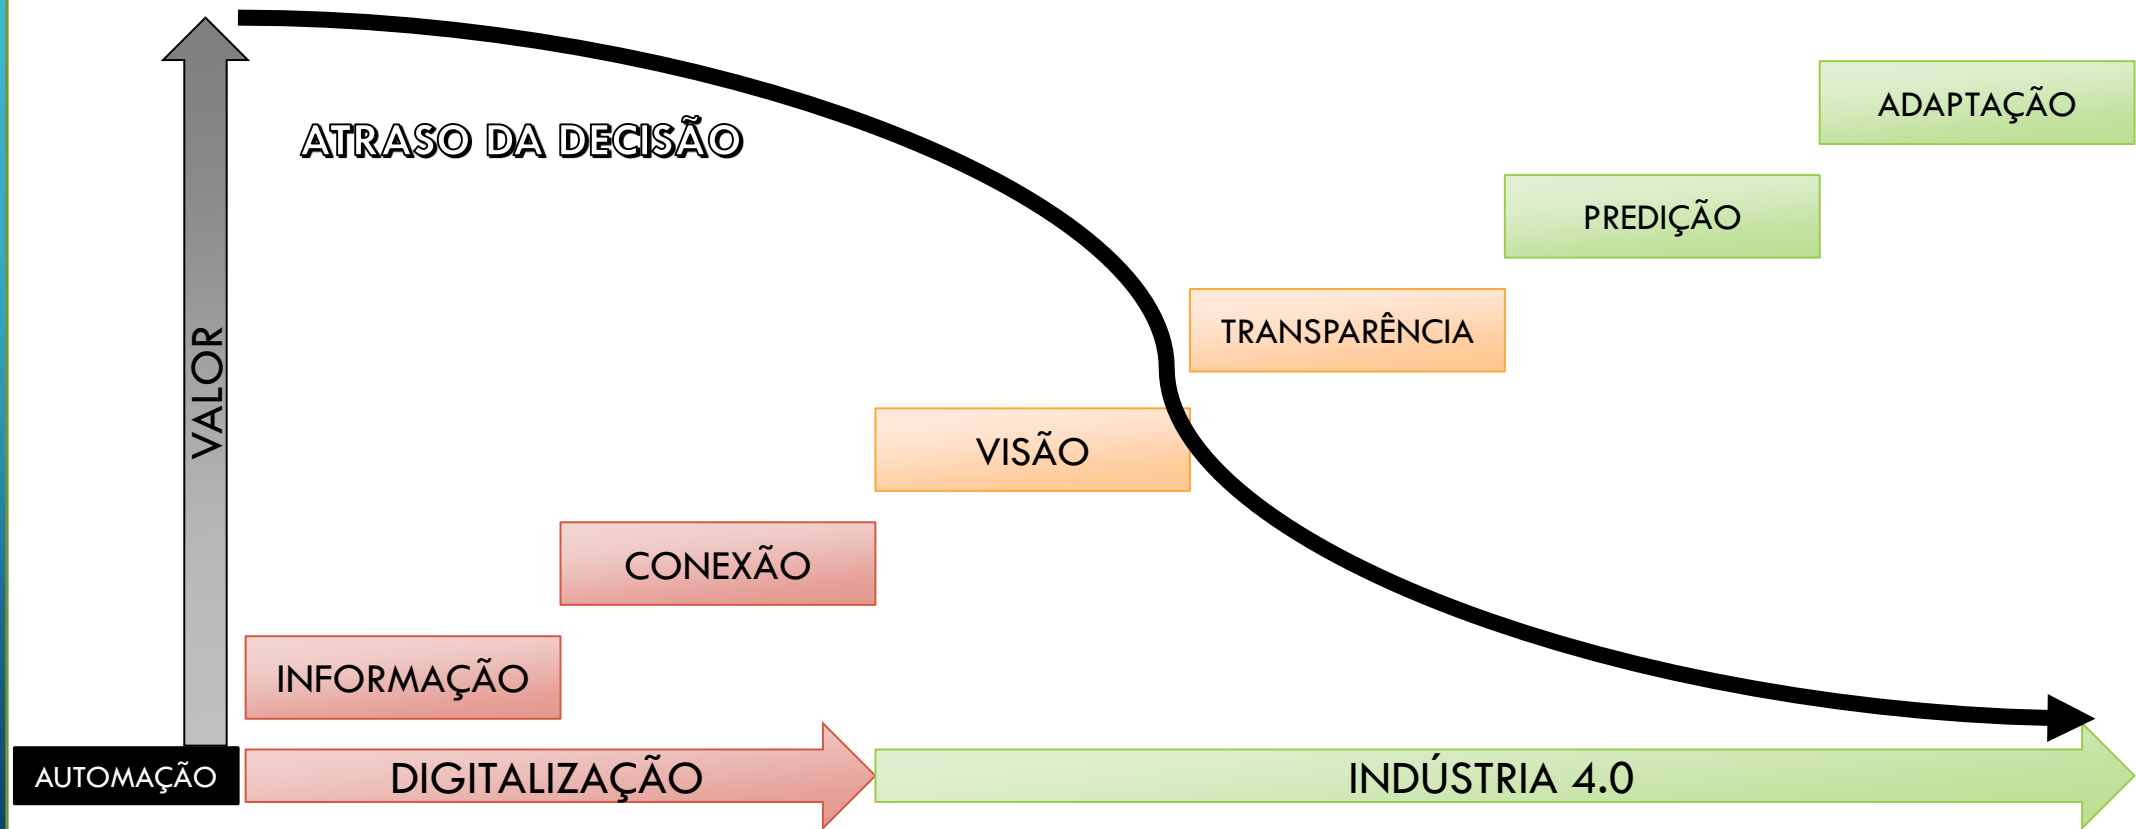 ATRASO DA DECISÃO
ADAPTAÇÃO
PREDIÇÃO
TRANSPARÊNCIA
VALOR
VISÃO
CONEXÃO
INFORMAÇÃO
AUTOMAÇÃO
DIGITALIZAÇÃO
INDÚSTRIA 4.0